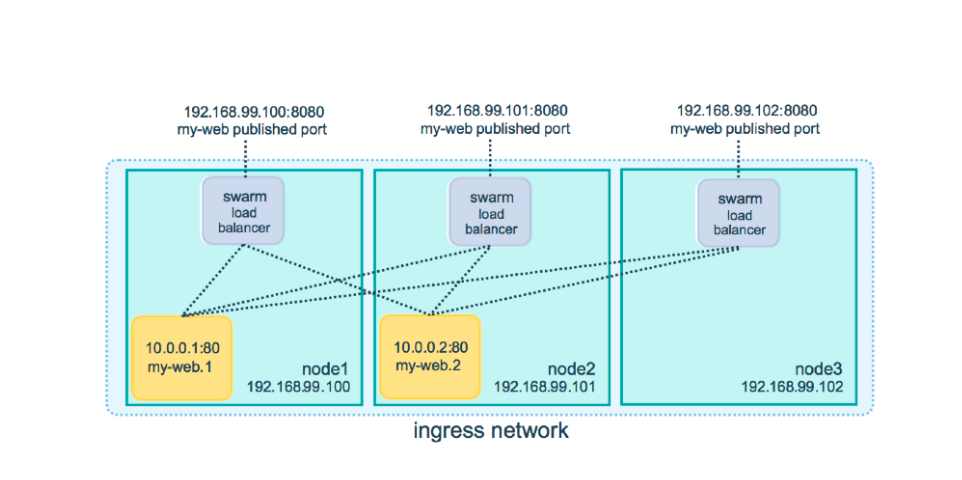 192.168.99.100:8080
my-web published port
192.168.99.101:8080
my-web published port
192.168.99.102:8080
my-web published port
swarm
load
balancer
swarm
load
balancer
swarm
load
balancer
10.0.0.1:80
my-web.1
node1
192.168.99.100
10.0.0.2:80
my-web.2
node2
192.168.99.101
node3
192.168.99.102
ingress network